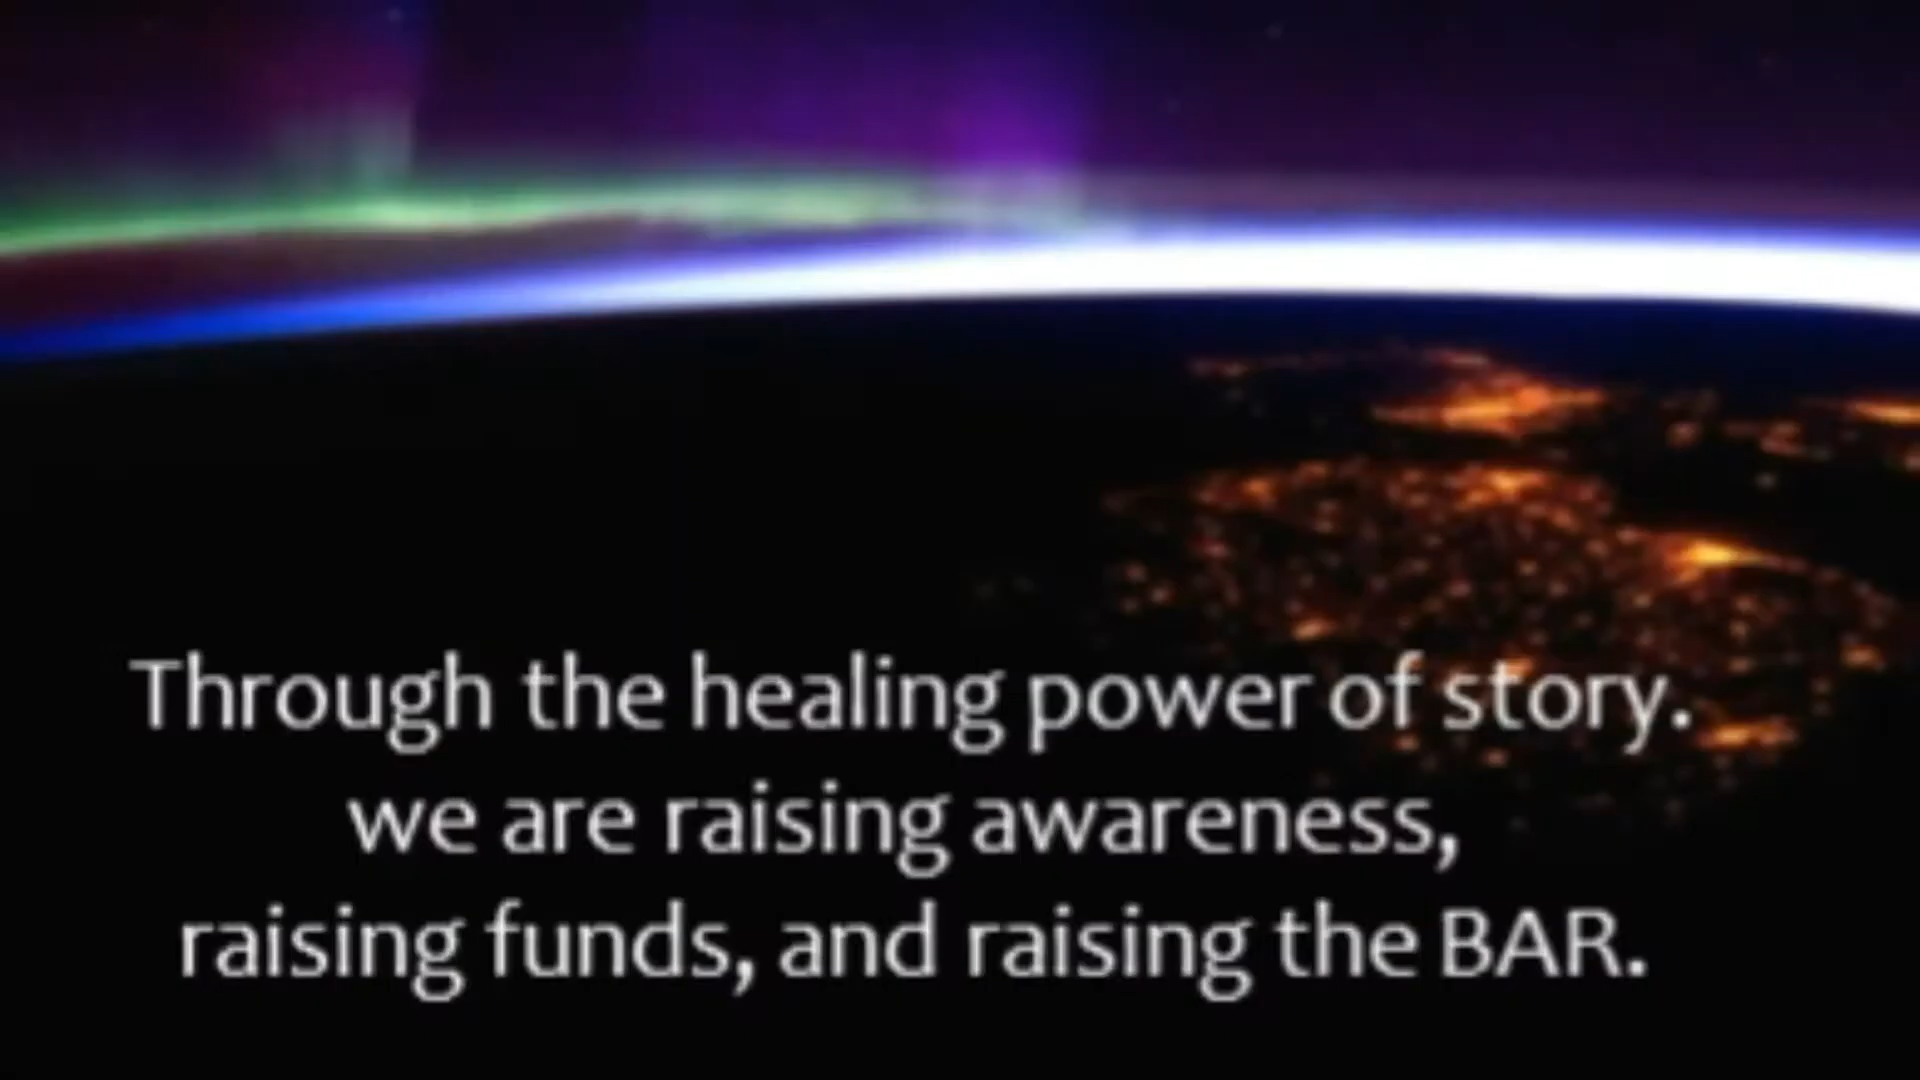 Through the healing power of story.
we are raising awareness,
raising funds, and raising the BAR.